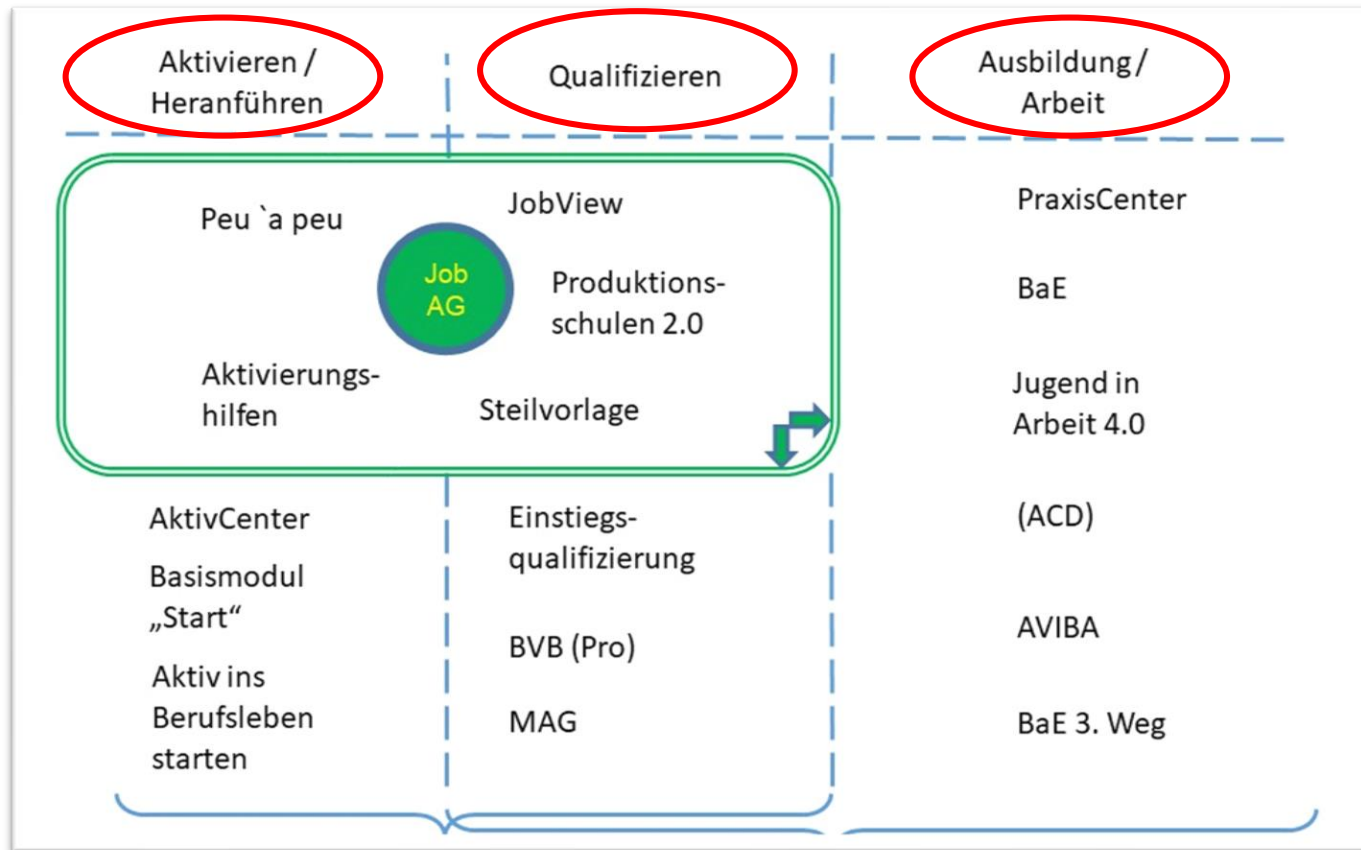 Aktivieren /
Heranführen
Qualifizieren
Ausbildung/
Arbeit
Peu `a peu
Job
AG
Aktivierungs-
hilfen
JobView
Produktions-
schulen 2.0
Steilvorlage
AktivCenter
Basismodul
„Start“
Aktiv ins
Berufsleben
starten
Einstiegs-
qualifizierung
BVB (Pro)
MAG
PraxisCenter
BaE
Jugend in
Arbeit 4.0
(ACD)
AVIBA
BaE 3. Weg